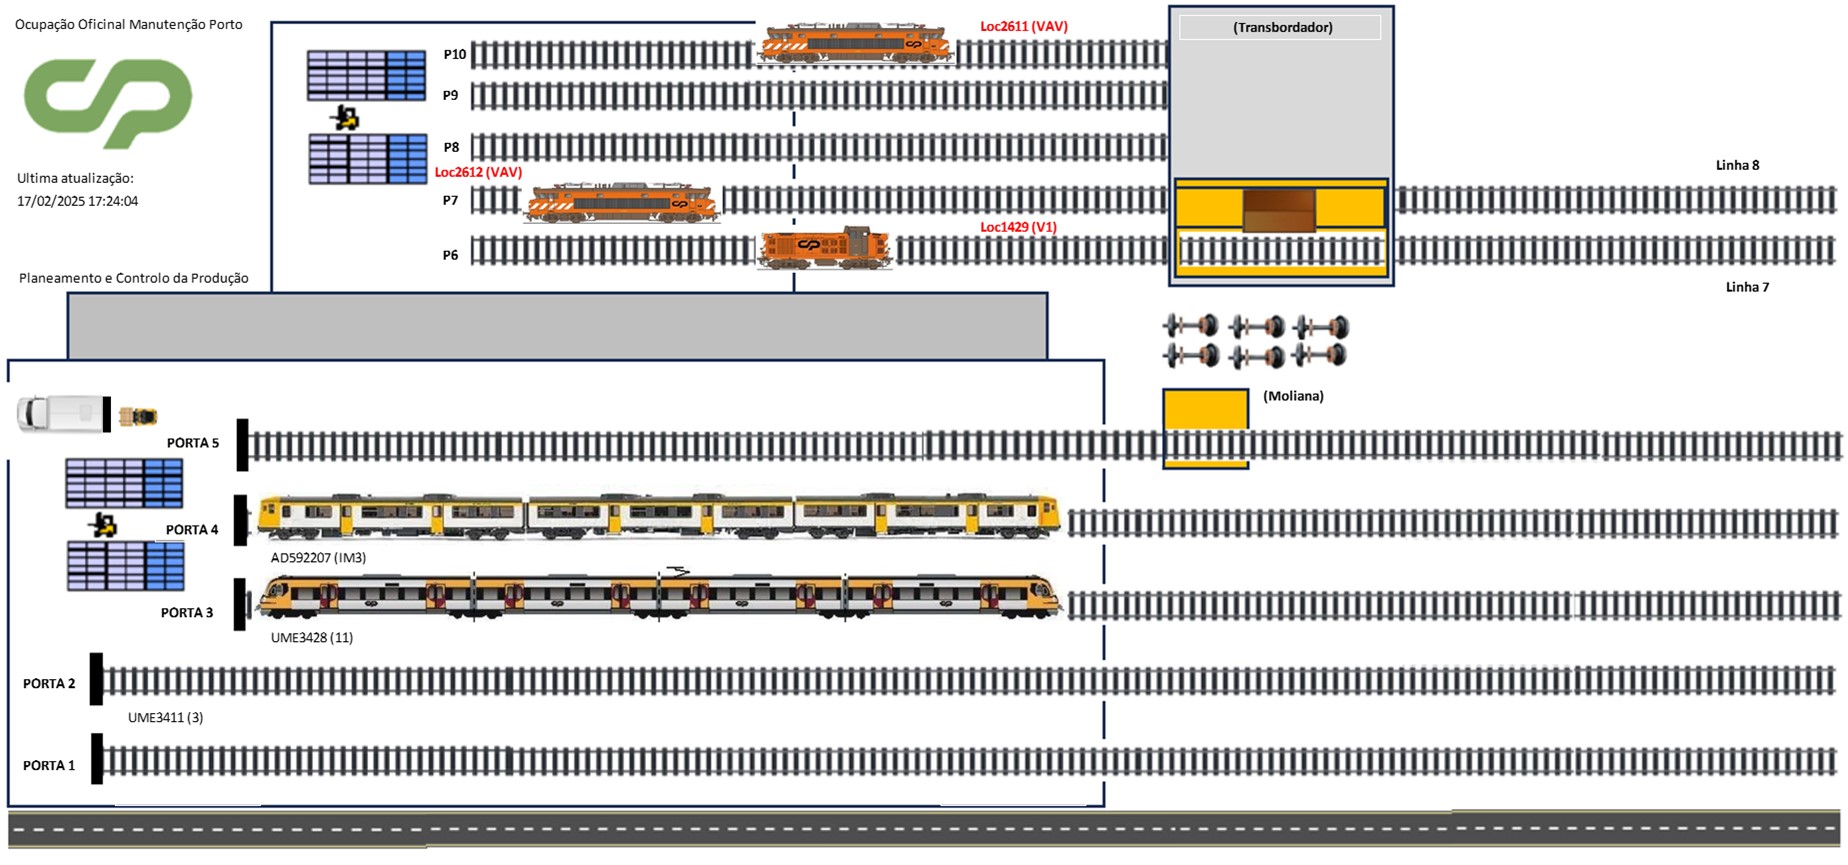 Ocupação Oficinal Manutenção Porto
CP
Ultima atualização:
17/02/2025 17:24:04
Planeamento e Controlo da Produção
P10
Loc2611 (VAV)
(Transbordador)
P9
P8
Loc2612 (VAV)
P7
Linha 8
Loc1429 (V1)
P6
Linha 7
(Moliana)
PORTA 5
PORTA 4
AD592207 (IM3)
PORTA 3
UME3428 (11)
PORTA 2
UME3411 (3)
PORTA 1